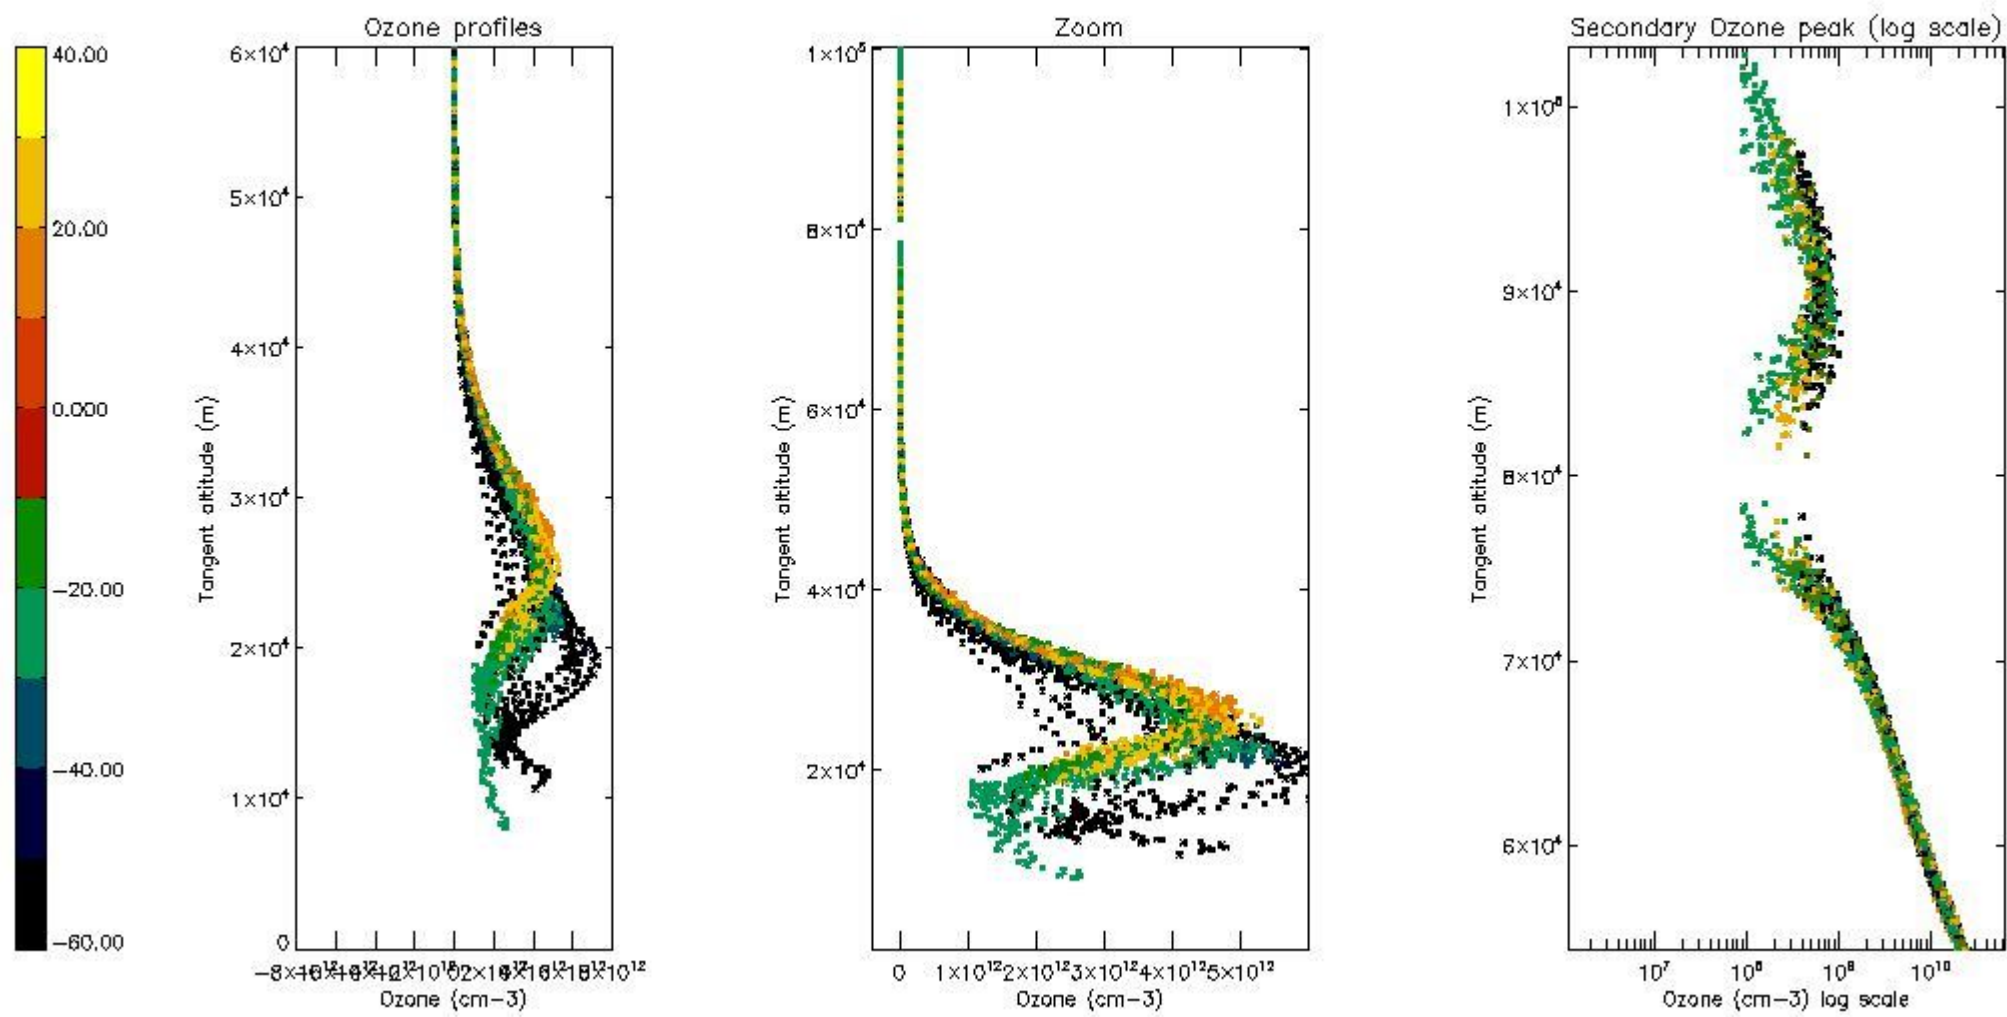 40.00
20.00
0.000
−20.00
−40.00
−60.00
Ozone profiles
6×10⁴
5×10⁴
4×10⁴
3×10⁴
2×10⁴
1×10⁴
0
Tangent altitude (m)
Ozone (cm−3)
Zoom
1×10⁵
8×10⁴
6×10⁴
4×10⁴
2×10⁴
Tangent altitude (m)
0 1×10¹² 2×10¹² 3×10¹² 4×10¹² 5×10¹²
Ozone (cm−3)
Secondary Ozone peak (log scale)
9×10⁴
8×10⁴
7×10⁴
6×10⁴
Tangent altitude (m)
10⁷ 10⁸ 10⁹ 10¹⁰
Ozone (cm−3) log scale